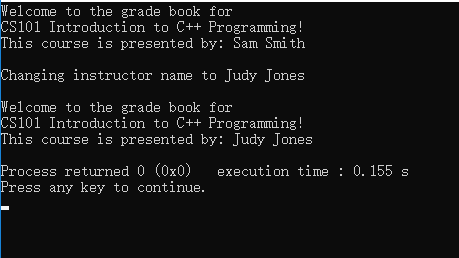 Welcome to the grade book for
CS101 Introduction to C++ Programming!
This course is presented by: Sam Smith
Changing instructor name to Judy Jones
Welcome to the grade book for
CS101 Introduction to C++ Programming!
This course is presented by: Judy Jones
Process returned 0 (0x0)   execution time : 0.155 s
Press any key to continue.